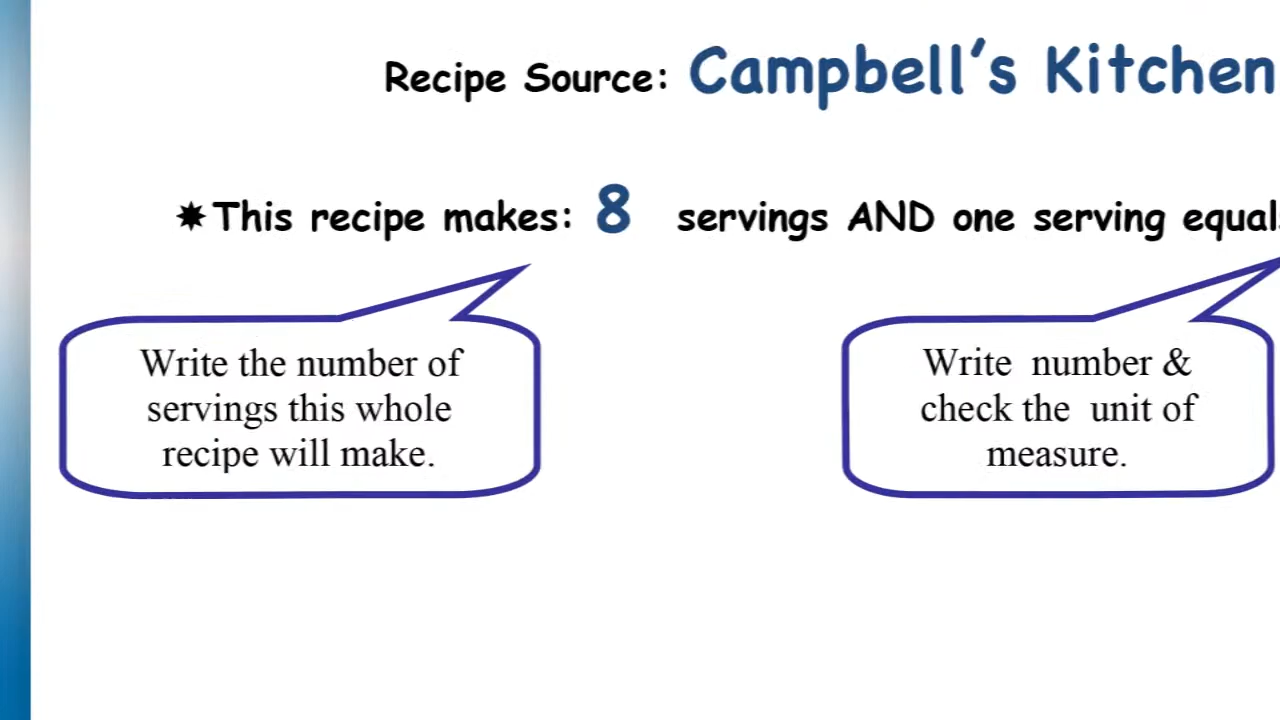 Recipe Source: Campbell's Kitchen
✷This recipe makes: 8 servings AND one serving equals
Write the number of
servings this whole
recipe will make.
Write number &
check the unit of
measure.